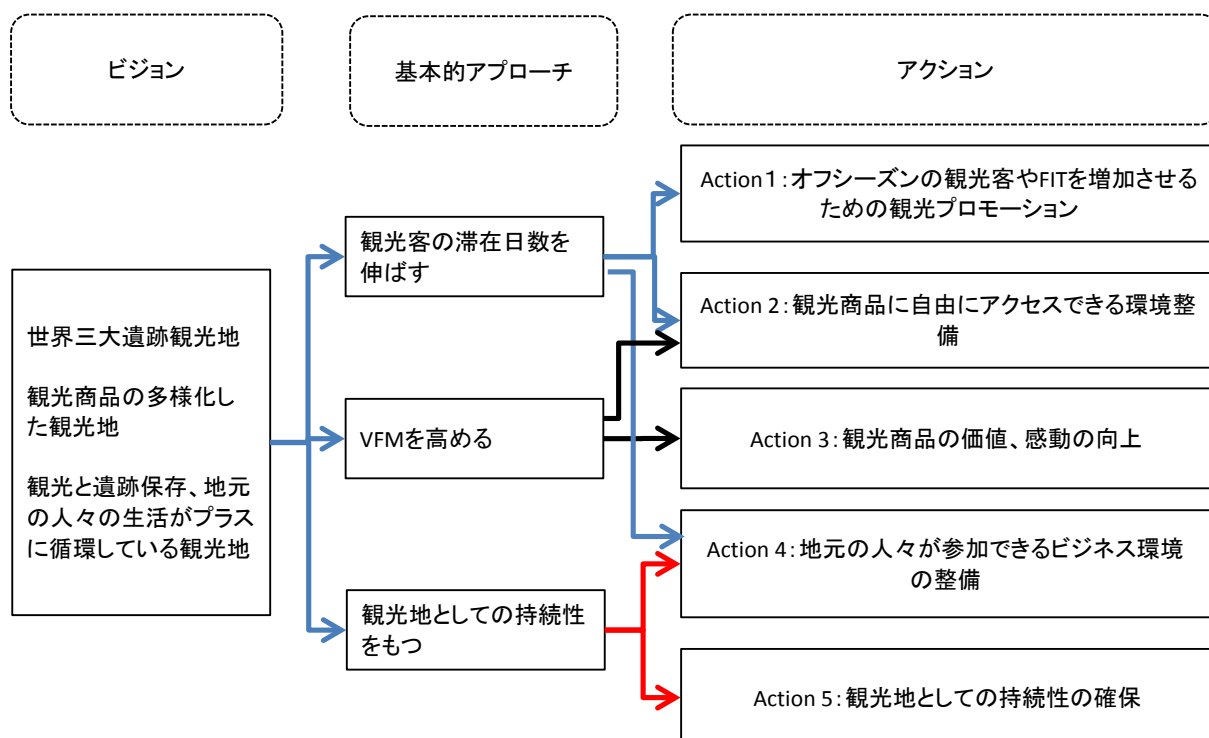 ビジョン
基本的アプローチ
アクション
世界三大遺跡観光地
観光商品の多様化し
た観光地
観光と遺跡保存、地元
の人々の生活がプラス
に循環している観光地
観光客の滞在日数を
伸ばす
VFMを高める
観光地としての持続性
をもつ
Action１：オフシーズンの観光客やFITを増加させる
ための観光プロモーション
Action 2：観光商品に自由にアクセスできる環境整
備
Action 3：観光商品の価値、感動の向上
Action 4：地元の人々が参加できるビジネス環境
の整備
Action 5：観光地としての持続性の確保